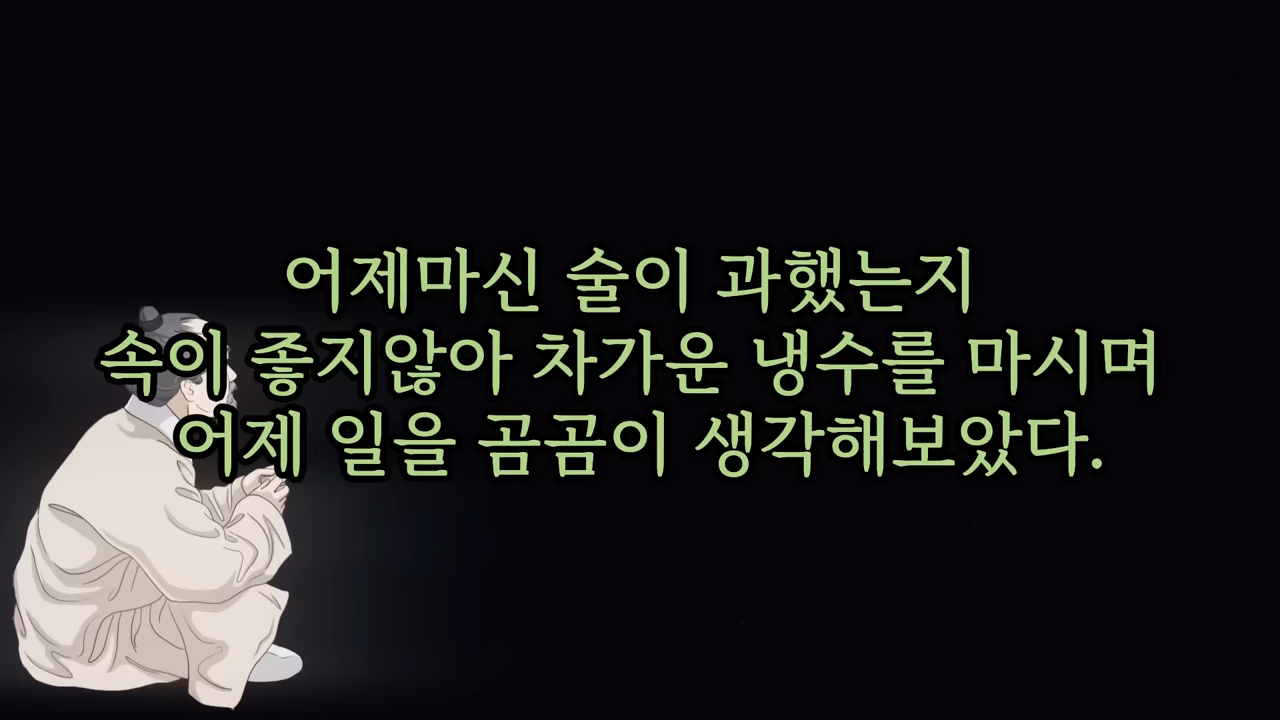 어제마신 술이 과했는지
속이 좋지않아 차가운 냉수를 마시며
어제 일을 곰곰이 생각해보았다.